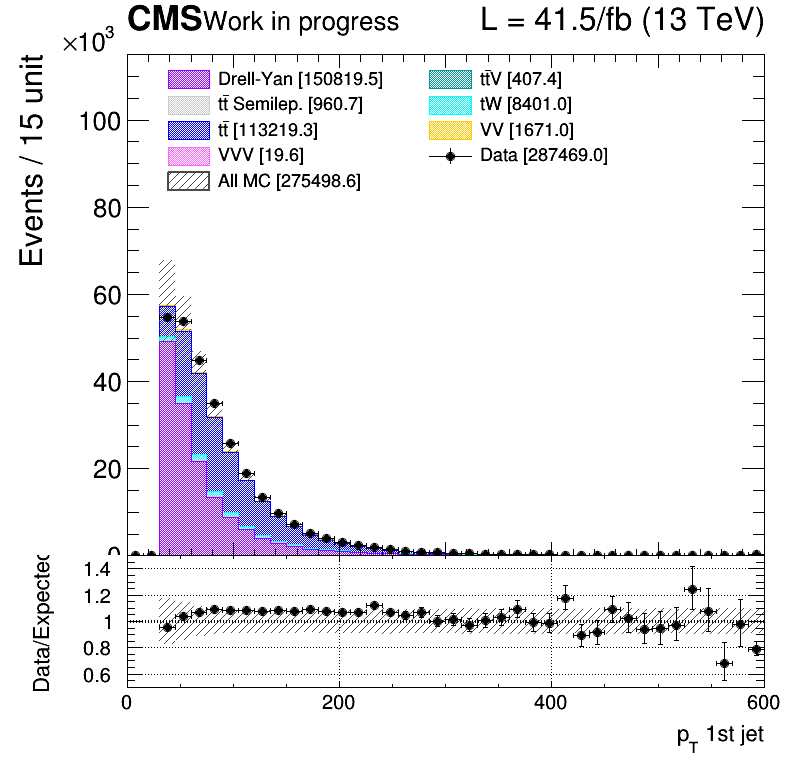 CMS Work in progress L = 41.5/fb (13 TeV)
×10³
Events / 15 unit
Drell-Yan [150819.5] tt̄V [407.4]
tt̄ Semilep. [960.7] tW [8401.0]
tt̄ [113219.3] VV [1671.0]
VVV [19.6] Data [287469.0]
All MC [275498.6]
100
80
60
40
20
0
Data/Expected
1.4
1.2
1
0.8
0.6
0 200 400 600
p_T 1st jet